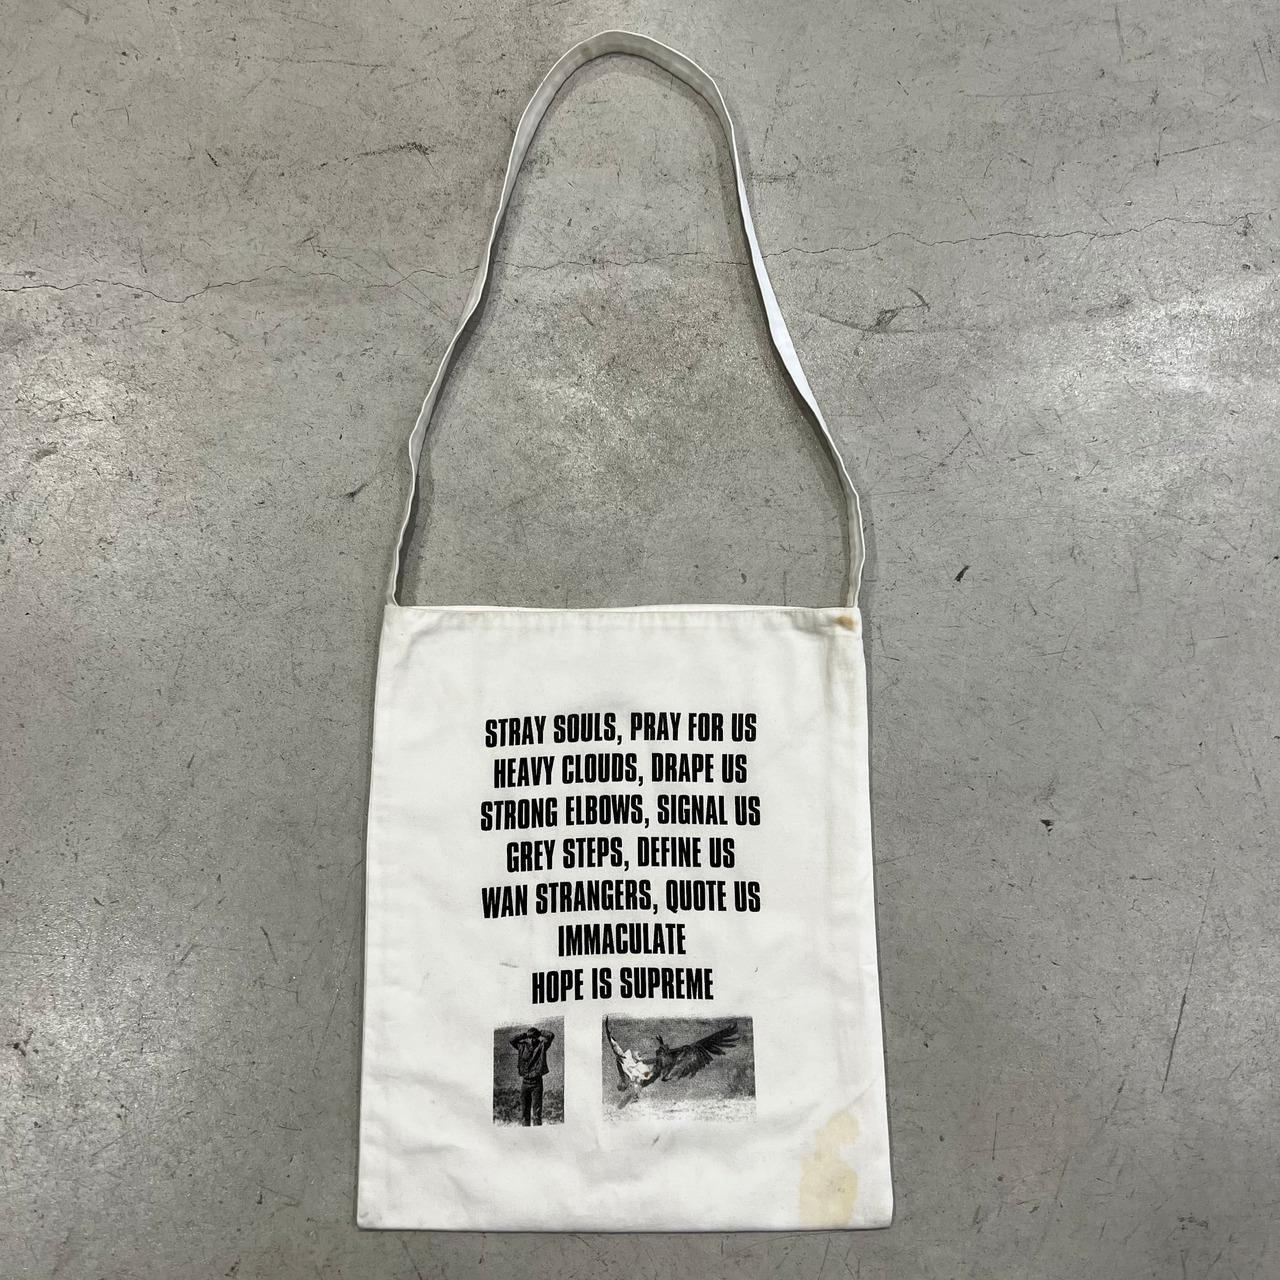 STRAY SOULS, PRAY FOR US
HEAVY CLOUDS, DRAPE US
STRONG ELBOWS, SIGNAL US
GREY STEPS, DEFINE US
WAN STRANGERS, QUOTE US
IMMACULATE
HOPE IS SUPREME